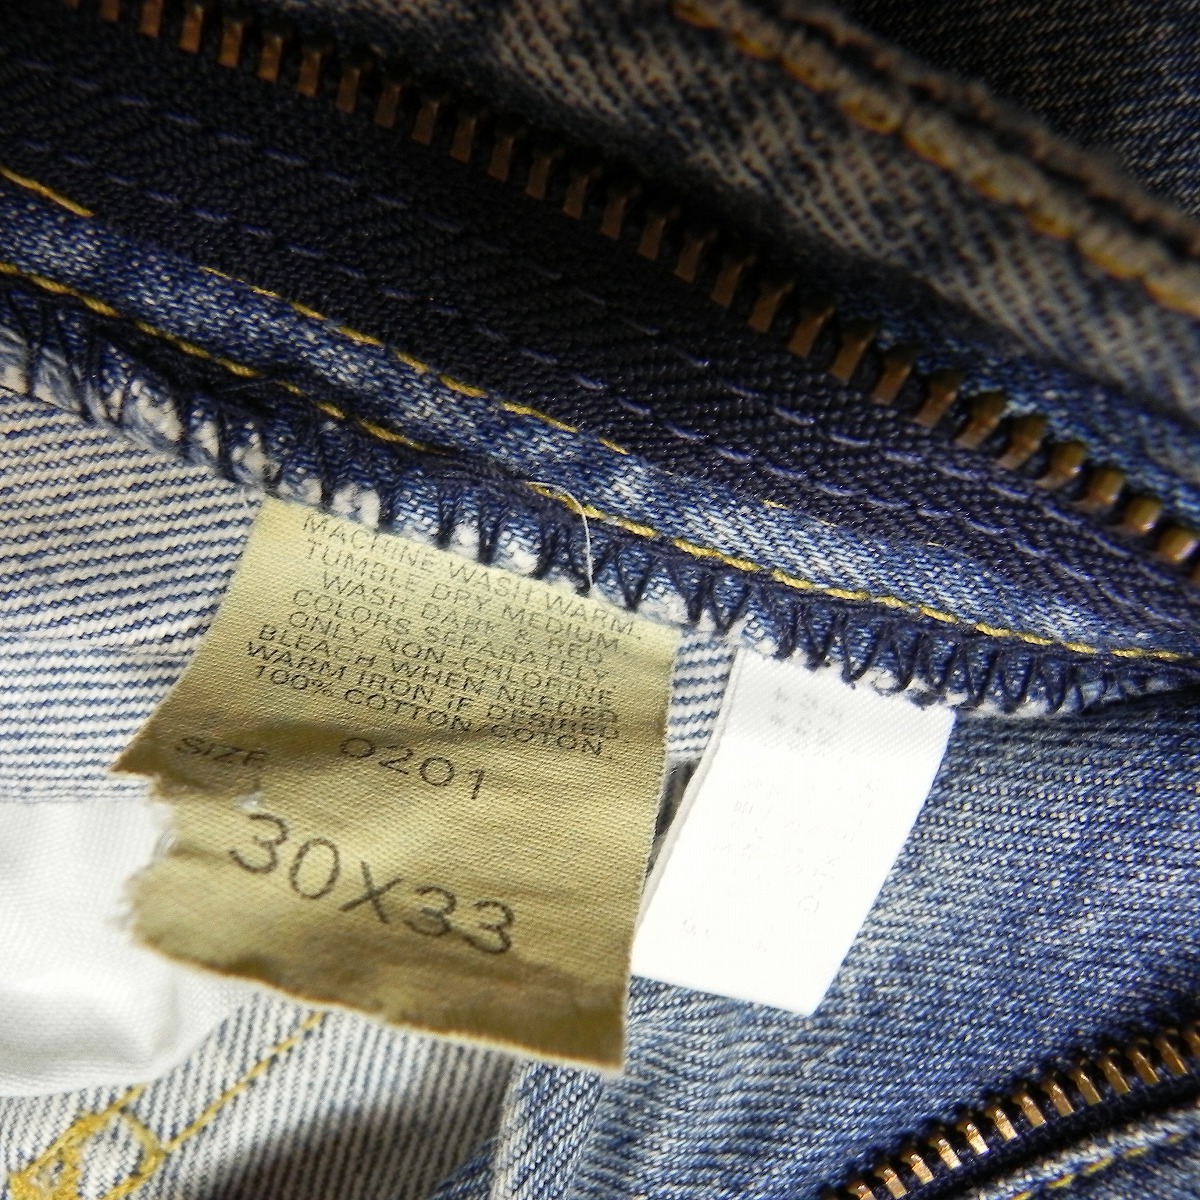 MACHINE WASH WARM.
TUMBLE DRY MEDIUM
WASH DARK & RED
COLORS SEPARATELY
ONLY NON-CHLORINE
BLEACH WHEN NEEDED
WARM IRON IF DESIRED
100% COTTON/COTON.
SIZE 0201
30X33